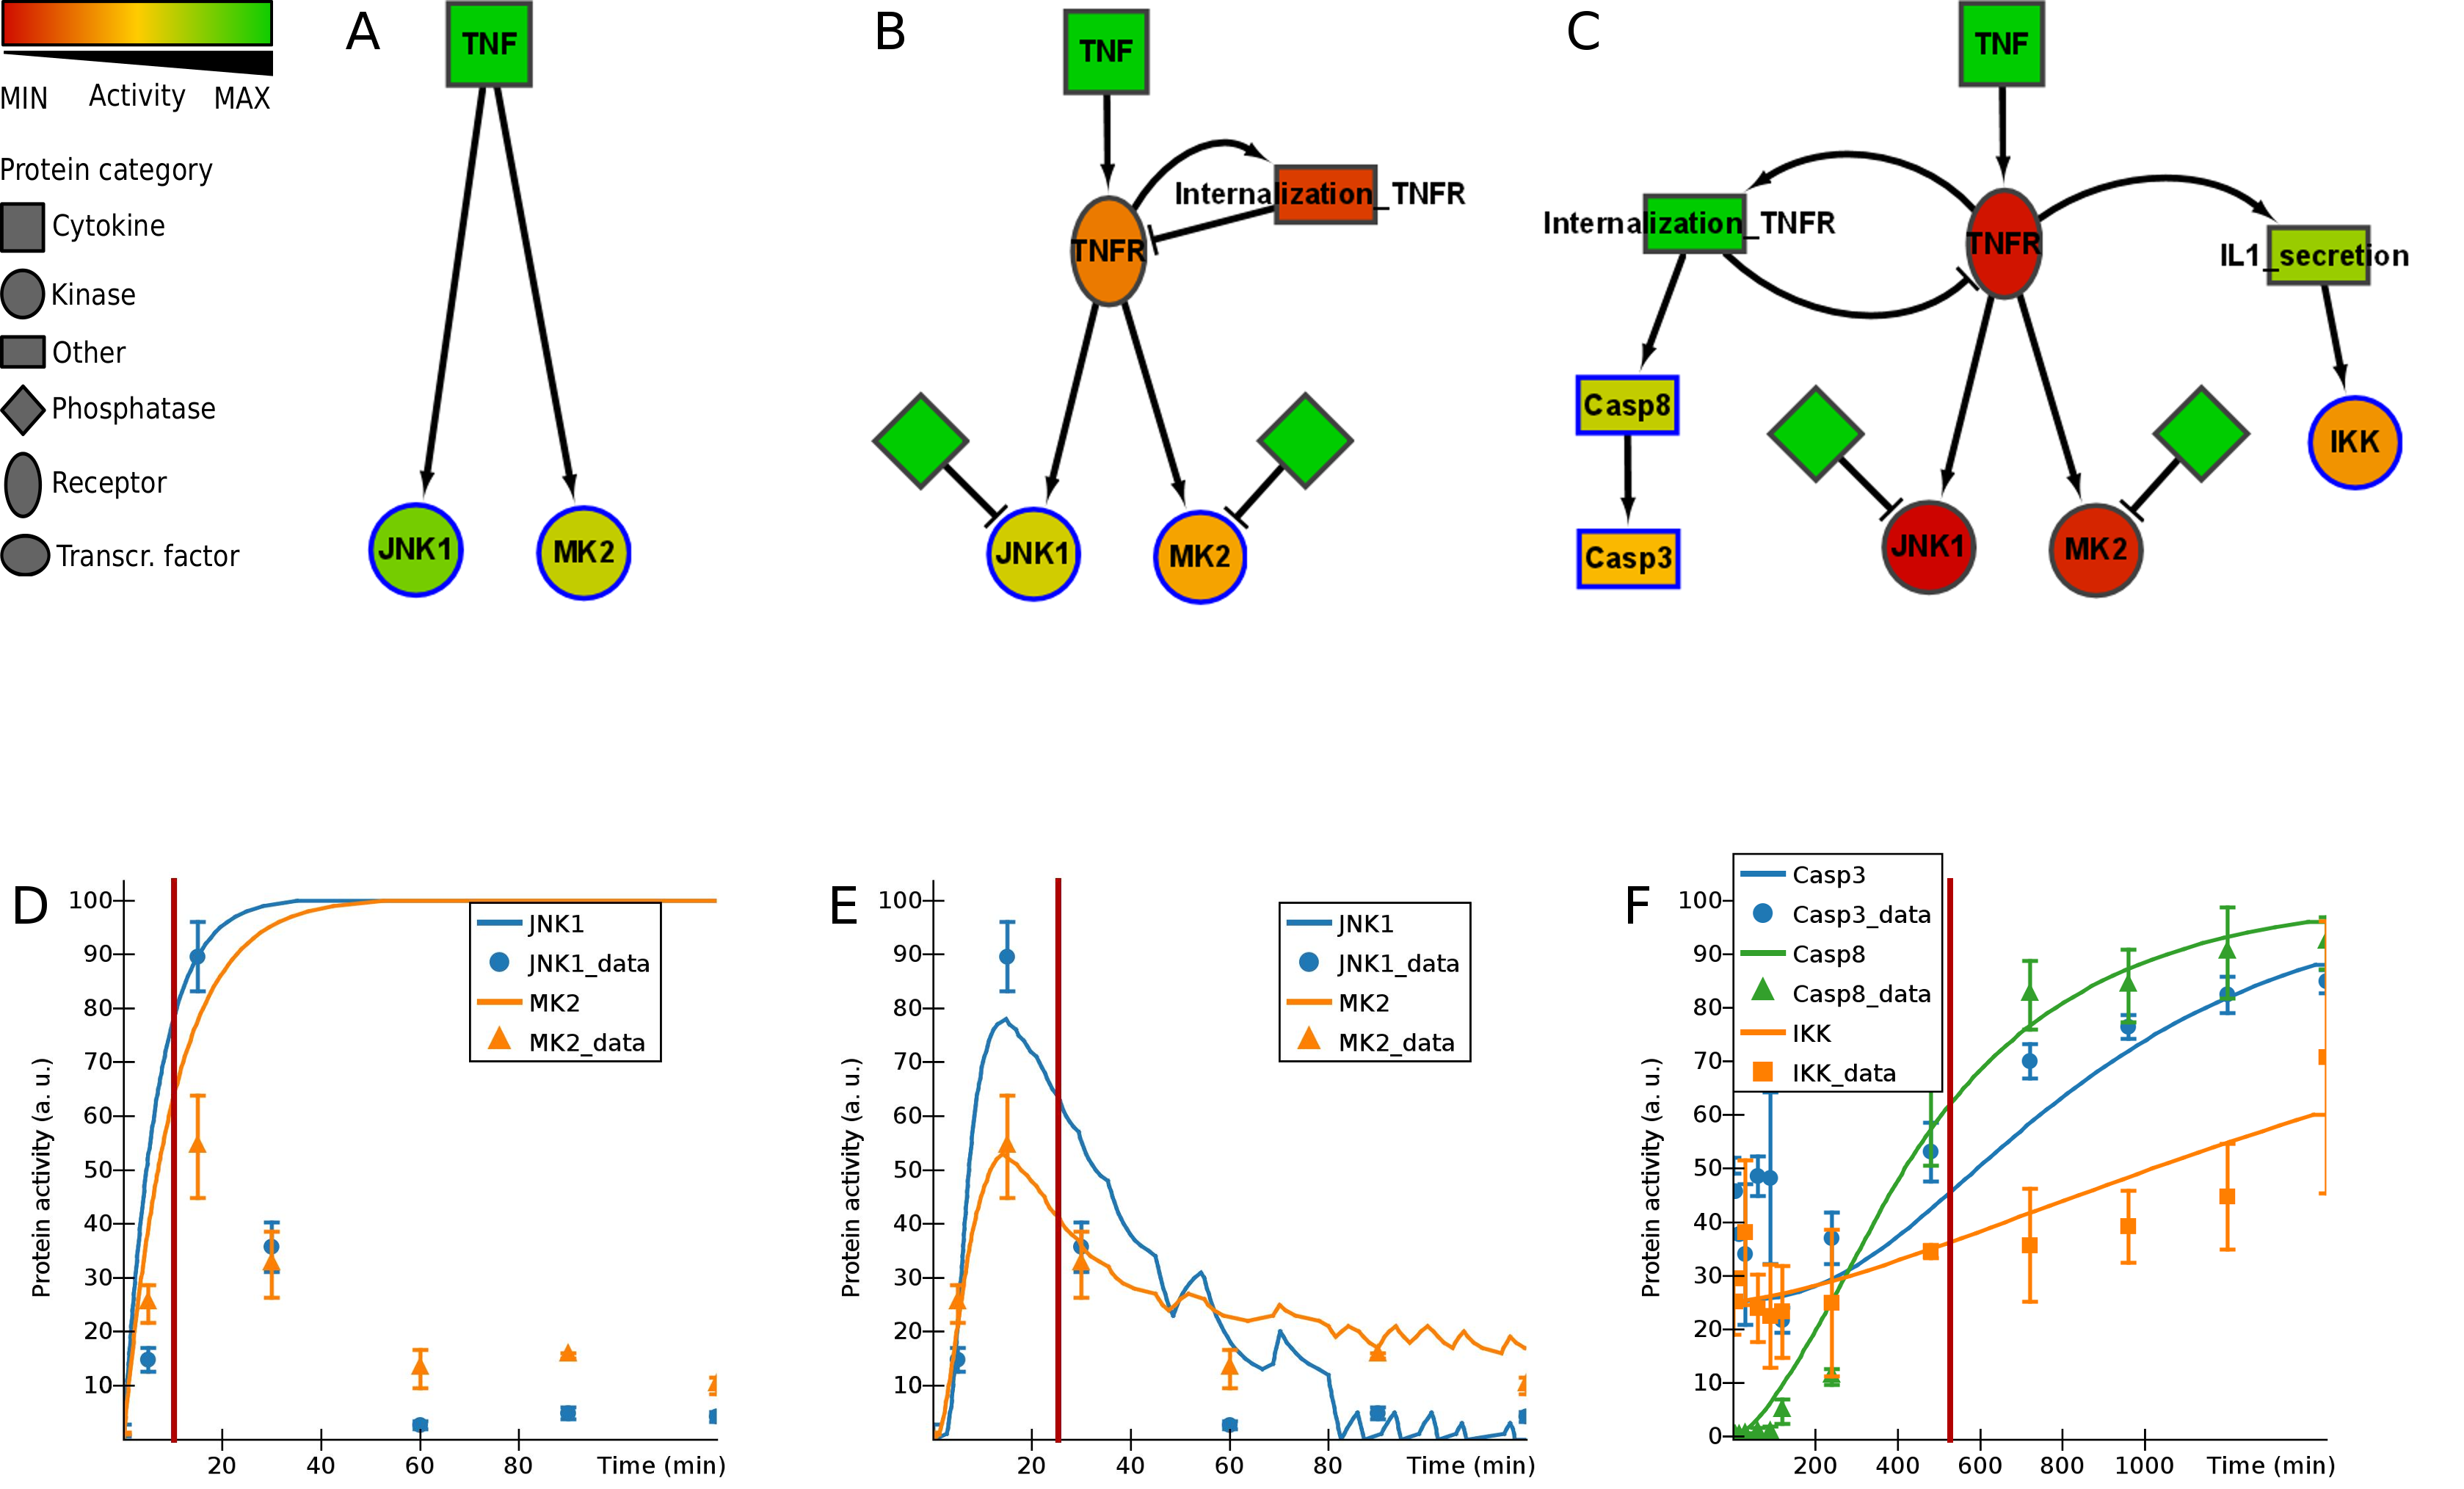 MIN Activity MAX
Protein category
Cytokine
Kinase
Other
Phosphatase
Receptor
Transcr. factor
A
TNF
JNK1
MK2
B
TNF
Internalization_TNFR
TNFR
JNK1
MK2
C
TNF
Internalization_TNFR
TNFR
IL1_secretion
Casp8
IKK
Casp3
JNK1
MK2
D
Protein activity (a. u.)
100
90
80
70
60
50
40
30
20
10
20 40 60 80 Time (min)
JNK1
JNK1_data
MK2
MK2_data
E
Protein activity (a. u.)
100
90
80
70
60
50
40
30
20
10
20 40 60 80 Time (min)
JNK1
JNK1_data
MK2
MK2_data
F
Protein activity (a. u.)
100
90
80
70
60
50
40
30
20
10
0
200 400 600 800 1000 Time (min)
Casp3
Casp3_data
Casp8
Casp8_data
IKK
IKK_data